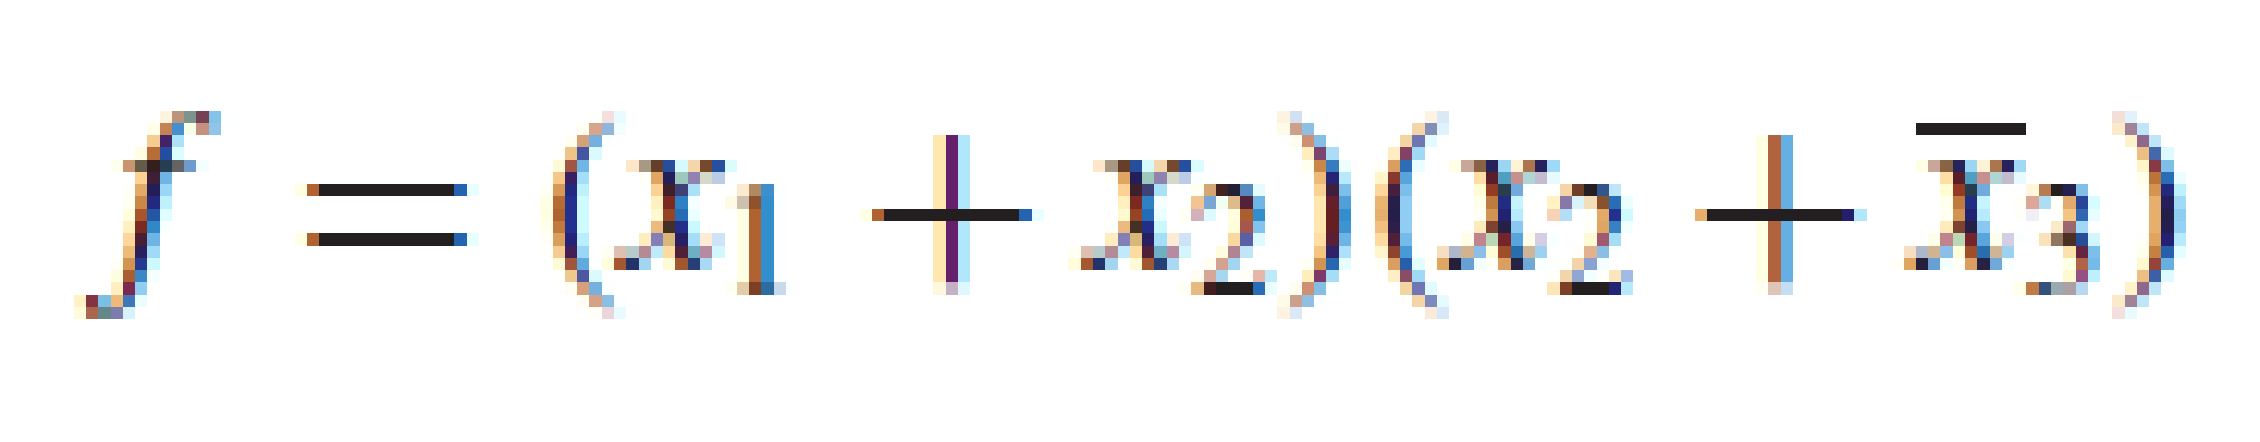 f = (x₁ + x₂)(x₂ + x̅₃)